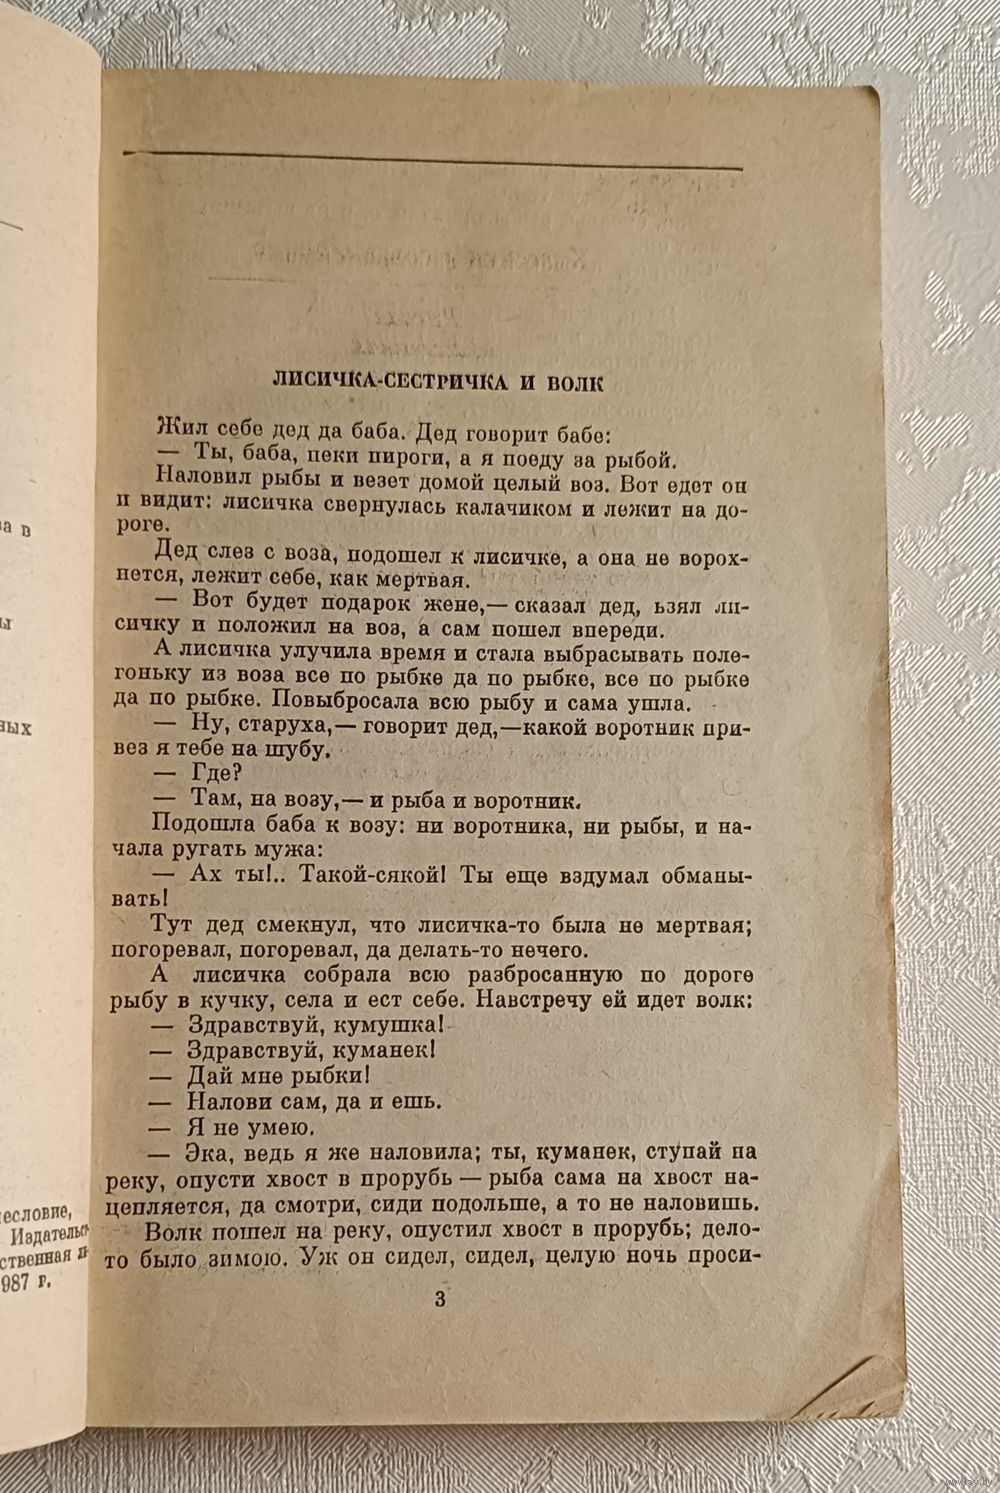 ва в
ы
ных
есловие,
Издательс
ственная л
987 г.
ЛИСИЧКА-СЕСТРИЧКА И ВОЛК
Жил себе дед да баба. Дед говорит бабе:
— Ты, баба, пеки пироги, а я поеду за рыбой.
Наловил рыбы и везет домой целый воз. Вот едет он
и видит: лисичка свернулась калачиком и лежит на до-
роге.
Дед слез с воза, подошел к лисичке, а она не ворох-
нется, лежит себе, как мертвая.
— Вот будет подарок жене,— сказал дед, взял ли-
сичку и положил на воз, а сам пошел впереди.
А лисичка улучила время и стала выбрасывать поле-
гоньку из воза все по рыбке да по рыбке, все по рыбке
да по рыбке. Повыбросала всю рыбу и сама ушла.
— Ну, старуха,— говорит дед,—какой воротник при-
вез я тебе на шубу.
— Где?
— Там, на возу,— и рыба и воротник.
Подошла баба к возу: ни воротника, ни рыбы, и на-
чала ругать мужа:
— Ах ты!.. Такой-сякой! Ты еще вздумал обманы-
вать!
Тут дед смекнул, что лисичка-то была не мертвая;
погоревал, погоревал, да делать-то нечего.
А лисичка собрала всю разбросанную по дороге
рыбу в кучку, села и ест себе. Навстречу ей идет волк:
— Здравствуй, кумушка!
— Здравствуй, куманек!
— Дай мне рыбки!
— Налови сам, да и ешь.
— Я не умею.
— Эка, ведь я же наловила; ты, куманек, ступай на
реку, опусти хвост в прорубь — рыба сама на хвост на-
цепляется, да смотри, сиди подольше, а то не наловишь.
Волк пошел на реку, опустил хвост в прорубь; дело-
то было зимою. Уж он сидел, сидел, целую ночь проси-
3